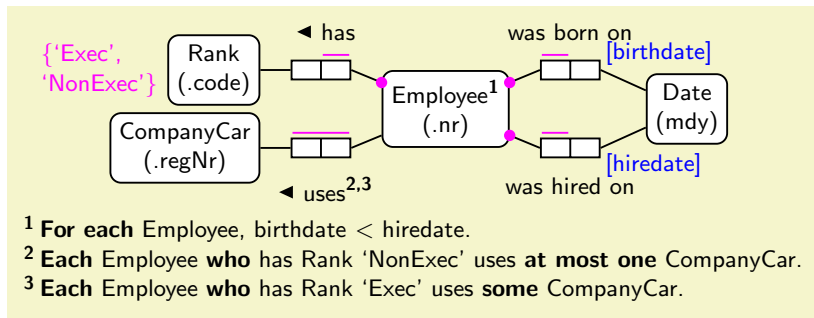 ◄ has
was born on
{‘Exec’,
‘NonExec’}
Rank
(.code)
[birthdate]
Employee¹
(.nr)
Date
(mdy)
CompanyCar
(.regNr)
[hiredate]
◄ uses²,³
was hired on
¹ For each Employee, birthdate < hiredate.
² Each Employee who has Rank ‘NonExec’ uses at most one CompanyCar.
³ Each Employee who has Rank ‘Exec’ uses some CompanyCar.